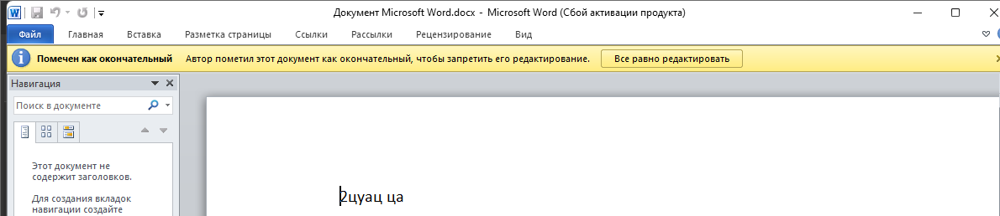 Документ Microsoft Word.docx - Microsoft Word (Сбой активации продукта)
Файл Главная Вставка Разметка страницы Ссылки Рассылки Рецензирование Вид
Помечен как окончательный Автор пометил этот документ как окончательный, чтобы запретить его редактирование. Все равно редактировать
Навигация
Поиск в документе
Этот документ не
содержит заголовков.
Для создания вкладок
навигации создайте
2цуац ца